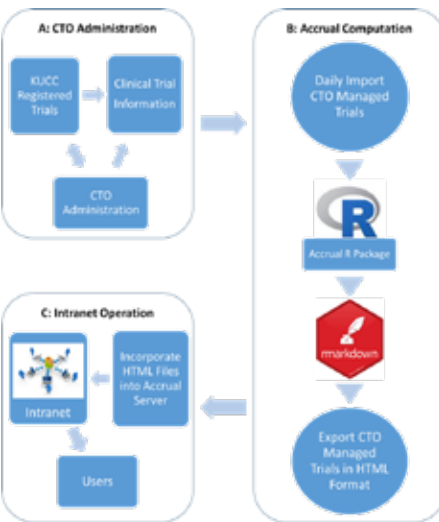 A: CTO Administration
KUCC
Registered
Trials
Clinical Trial
Information
CTO
Administration
B: Accrual Computation
Daily Import
CTO Managed
Trials
R
Accrual R Package
rmarkdown
Export CTO
Managed
Trials in HTML
Format
C: Intranet Operation
Intranet
Incorporate
HTML Files
into Accrual
Server
Users